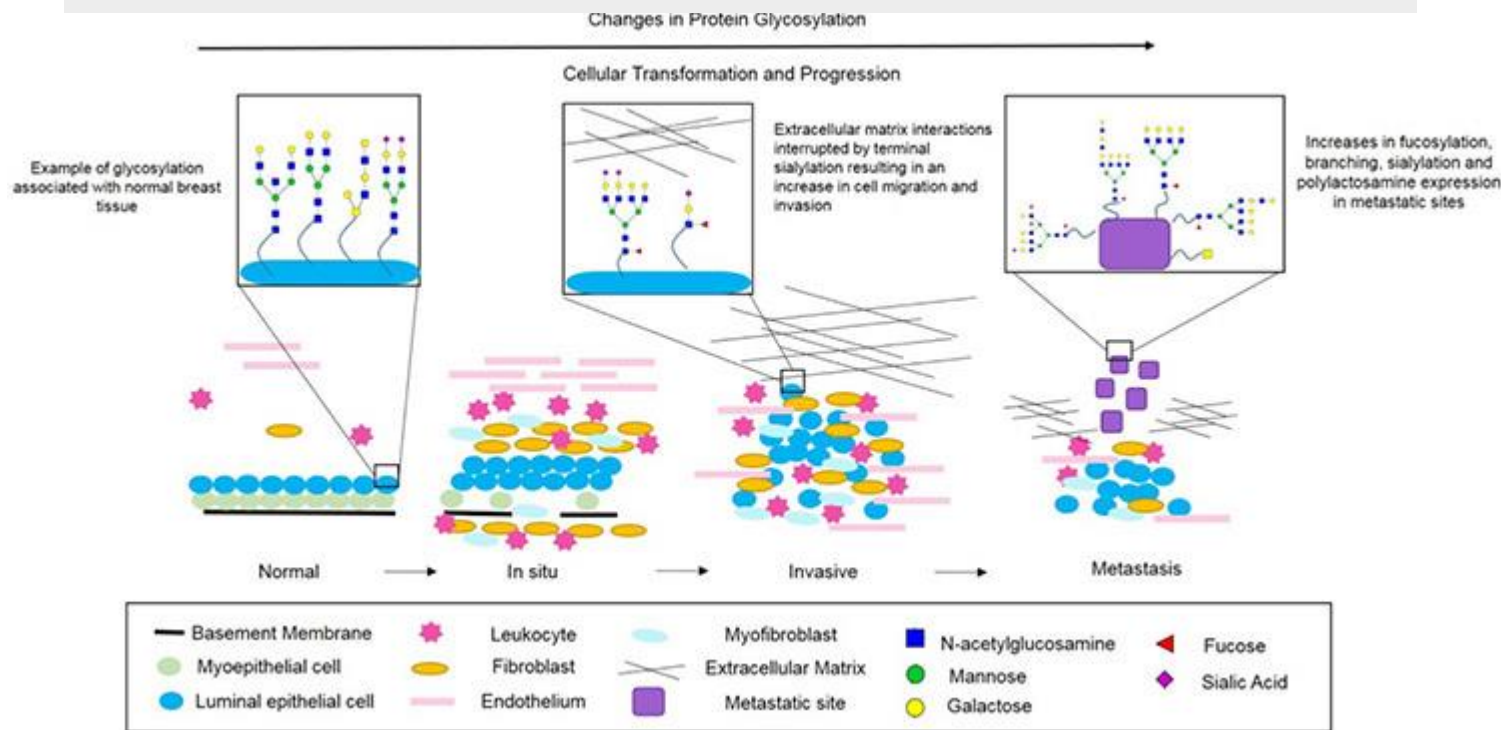 Changes in Protein Glycosylation
Cellular Transformation and Progression
Example of glycosylation
associated with normal breast
tissue
Extracellular matrix interactions
interrupted by terminal
sialylation resulting in an
increase in cell migration and
invasion
Increases in fucosylation,
branching, sialylation and
polylactosamine expression
in metastatic sites
Normal
In situ
Invasive
Metastasis
Basement Membrane
Myoepithelial cell
Luminal epithelial cell
Leukocyte
Fibroblast
Endothelium
Myofibroblast
Extracellular Matrix
Metastatic site
N-acetylglucosamine
Mannose
Galactose
Fucose
Sialic Acid